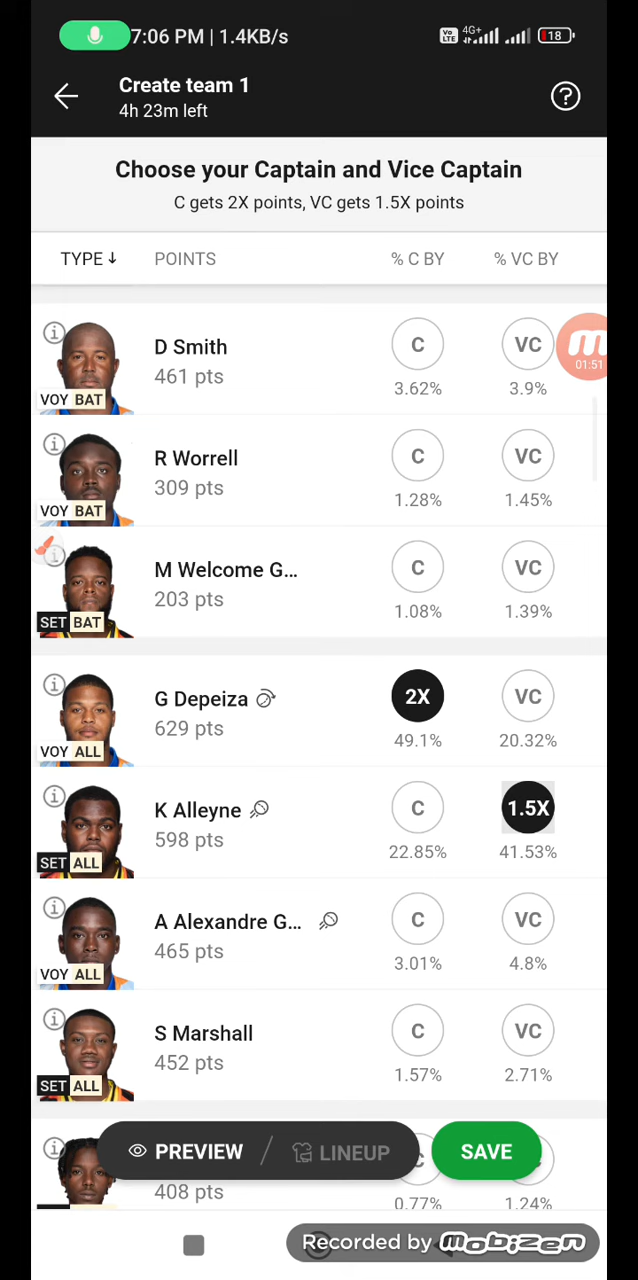 7:06 PM | 1.4KB/s
Vo LTE 4G+ 18
Create team 1
4h 23m left
?
Choose your Captain and Vice Captain
C gets 2X points, VC gets 1.5X points
TYPE↓ POINTS % C BY % VC BY
D Smith
461 pts
C VC
3.62% 3.9%
VOY BAT
01:51
R Worrell
309 pts
C VC
1.28% 1.45%
VOY BAT
M Welcome G...
203 pts
C VC
1.08% 1.39%
SET BAT
G Depeiza
629 pts
2X VC
49.1% 20.32%
VOY ALL
K Alleyne
598 pts
C 1.5X
22.85% 41.53%
SET ALL
A Alexandre G...
465 pts
C VC
3.01% 4.8%
VOY ALL
S Marshall
452 pts
C VC
1.57% 2.71%
SET ALL
PREVIEW / LINEUP
SAVE
408 pts
0.77% 1.24%
Recorded by mobizen